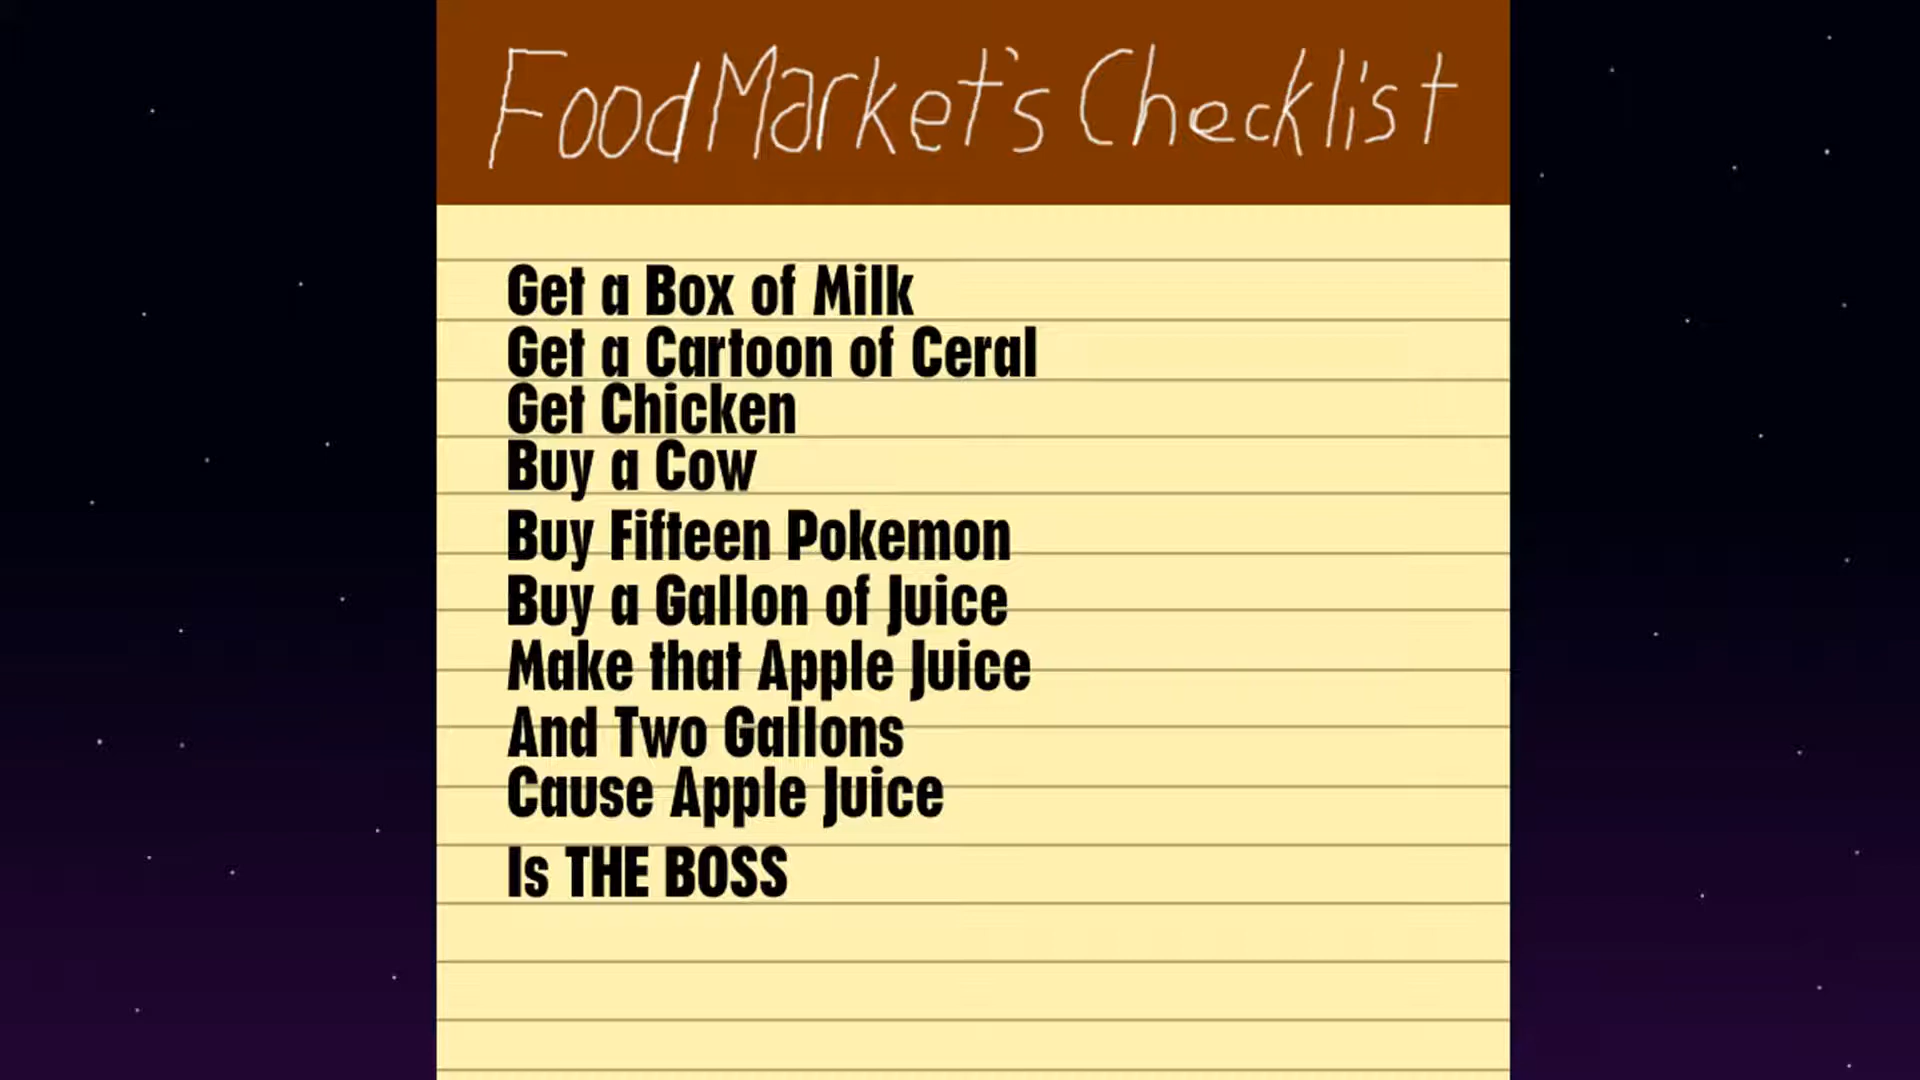 FoodMarket's Checklist
Get a Box of Milk
Get a Cartoon of Ceral
Get Chicken
Buy a Cow
Buy Fifteen Pokemon
Buy a Gallon of Juice
Make that Apple Juice
And Two Gallons
Cause Apple Juice
Is THE BOSS